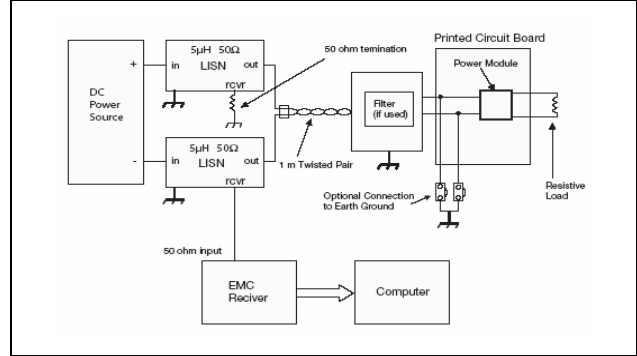 DC
Power
Source
+
-
5µH 50Ω
in
LISN
out
rcvr
50 ohm temination
5µH 50Ω
in
LISN
out
rcvr
1 m Twisted Pair
Filter
(if used)
Printed Circuit Board
Power Module
Optional Connection
to Earth Ground
Resistive
Load
50 ohm input
EMC
Reciver
Computer